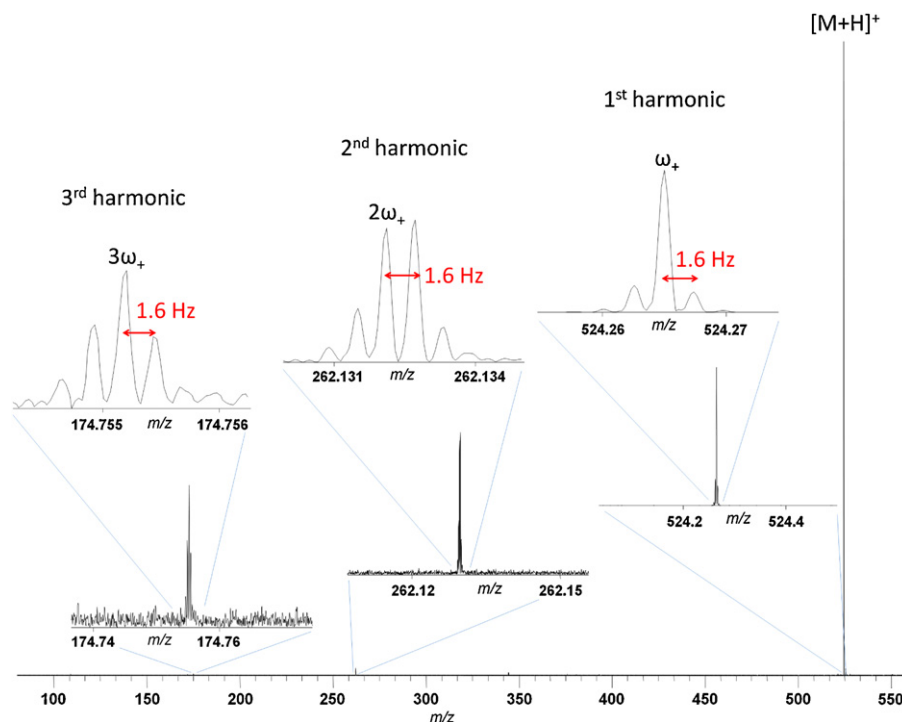 [M+H]+
1st harmonic
2nd harmonic
3rd harmonic
ω+
2ω+
3ω+
1.6 Hz
1.6 Hz
1.6 Hz
524.26 m/z 524.27
262.131 m/z 262.134
174.755 m/z 174.756
524.2 m/z 524.4
262.12 m/z 262.15
174.74 m/z 174.76
100 150 200 250 300 350 400 450 500 550
m/z